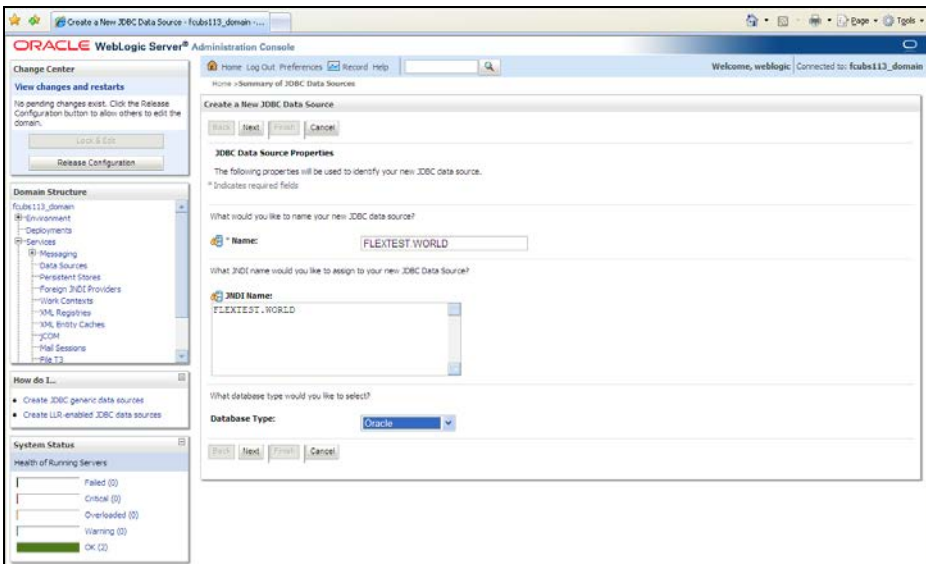 Create a New JDBC Data Source - fcubs113_domain -...
Page
Tools
ORACLE WebLogic Server® Administration Console
Change Center
View changes and restarts
No pending changes exist. Click the Release
Configuration button to allow others to edit the
domain.
Lock & Edit
Release Configuration
Domain Structure
fcubs113_domain
Environment
Deployments
Services
Messaging
Data Sources
Persistent Stores
Foreign JNDI Providers
Work Contexts
XML Registries
XML Entity Caches
jCOM
Mail Sessions
File T3
How do I...
Create JDBC generic data sources
Create LLR-enabled JDBC data sources
System Status
Health of Running Servers
Failed (0)
Critical (0)
Overloaded (0)
Warning (0)
OK (2)
Home Log Out Preferences Record Help
Welcome, weblogic Connected to: fcubs113_domain
Home >Summary of JDBC Data Sources
Create a New JDBC Data Source
Back Next Finish Cancel
JDBC Data Source Properties
The following properties will be used to identify your new JDBC data source.
* Indicates required fields
What would you like to name your new JDBC data source?
* Name: FLEXTEST.WORLD
What JNDI name would you like to assign to your new JDBC Data Source?
JNDI Name:
FLEXTEST.WORLD
What database type would you like to select?
Database Type: Oracle
Back Next Finish Cancel